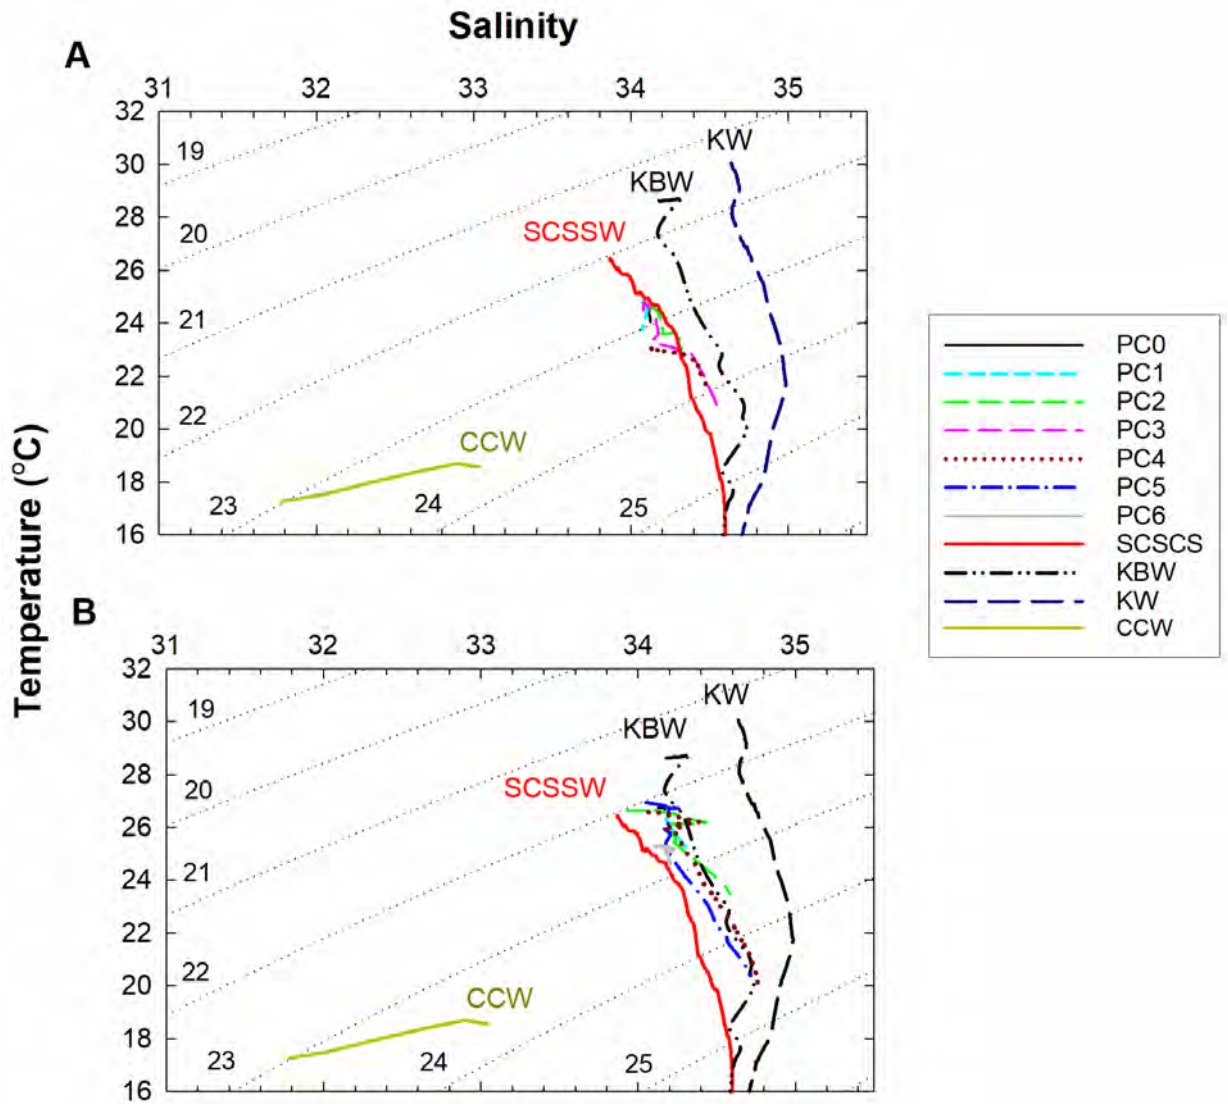 Salinity
A
31 32 33 34 35
32
30
28
26
24
22
20
18
16
19
20
21
22
23
24
25
KW
KBW
SCSSW
CCW
Temperature (°C)
PC0
PC1
PC2
PC3
PC4
PC5
PC6
SCSCS
KBW
KW
CCW
B
31 32 33 34 35
32
30
28
26
24
22
20
18
16
19
20
21
22
23
24
25
KW
KBW
SCSSW
CCW